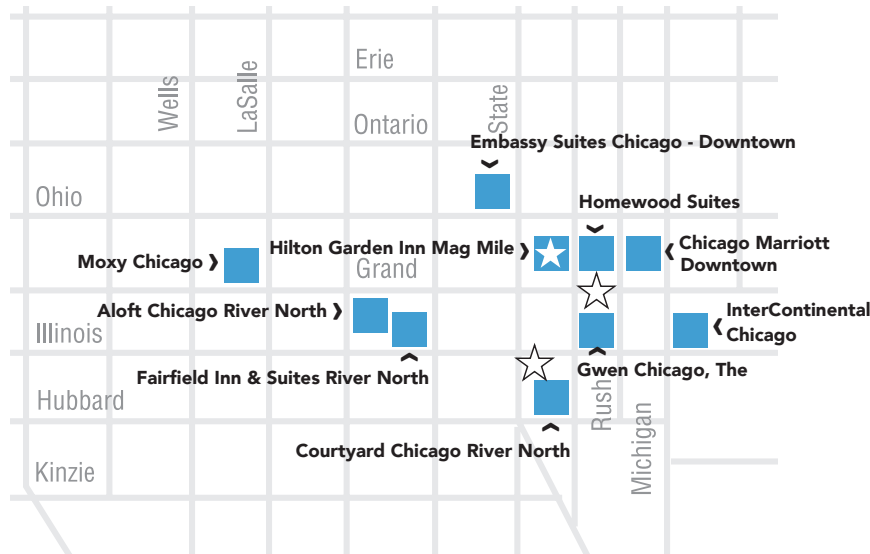 Erie
Wells
LaSalle
Ontario
State
Embassy Suites Chicago - Downtown
Ohio
Homewood Suites
Hilton Garden Inn Mag Mile
Chicago Marriott
Downtown
Moxy Chicago
Grand
Aloft Chicago River North
InterContinental
Chicago
Illinois
Fairfield Inn & Suites River North
Gwen Chicago, The
Hubbard
Rush
Courtyard Chicago River North
Michigan
Kinzie